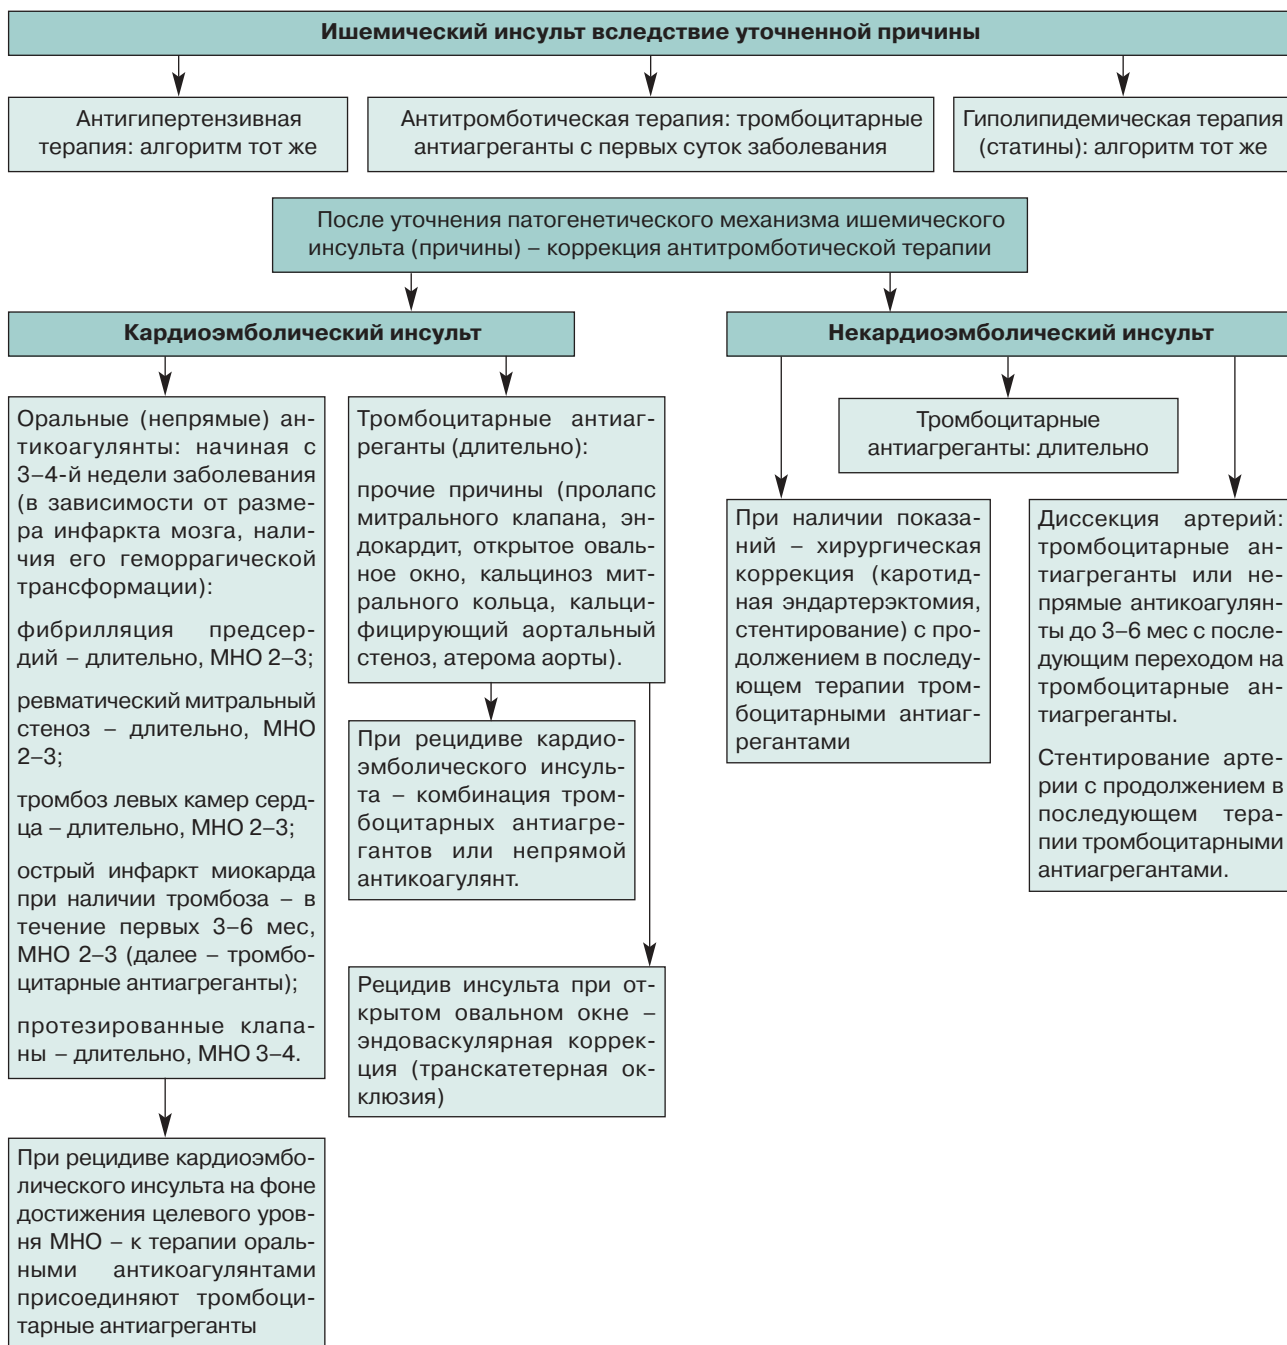 Ишемический инсульт вследствие уточненной причины
Антигипертензивная
терапия: алгоритм тот же
Антитромботическая терапия: тромбоцитарные
антиагреганты с первых суток заболевания
Гиполипидемическая терапия
(статины): алгоритм тот же
После уточнения патогенетического механизма ишемического
инсульта (причины) – коррекция антитромботической терапии
Кардиоэмболический инсульт
Оральные (непрямые) ан-
тикоагулянты: начиная с
3–4-й недели заболевания
(в зависимости от разме-
ра инфаркта мозга, нали-
чия его геморрагической
трансформации):
фибрилляция предсер-
дий – длительно, МНО 2–3;
ревматический митральный
стеноз – длительно, МНО
2–3;
тромбоз левых камер серд-
ца – длительно, МНО 2–3;
острый инфаркт миокарда
при наличии тромбоза – в
течение первых 3–6 мес,
МНО 2–3 (далее – тромбо-
цитарные антиагреганты);
протезированные клапа-
ны – длительно, МНО 3–4.
При рецидиве кардиоэмбо-
лического инсульта на фоне
достижения целевого уров-
ня МНО – к терапии ораль-
ными антикоагулянтами
присоединяют тромбоци-
тарные антиагреганты
Тромбоцитарные антиаг-
реганты (длительно):
прочие причины (пролапс
митрального клапана, эн-
докардит, открытое оваль-
ное окно, кальциноз мит-
рального кольца, кальци-
фицирующий аортальный
стеноз, атерома аорты).
При рецидиве кардио-
эмболического инсуль-
та – комбинация тром-
боцитарных антиагре-
гантов или непрямой
антикоагулянт.
Рецидив инсульта при от-
крытом овальном окне –
эндоваскулярная коррек-
ция (транскатетерная ок-
клюзия)
Некардиоэмболический инсульт
Тромбоцитарные
антиагреганты: длительно
При наличии показа-
ний – хирургическая
коррекция (каротид-
ная эндартерэктомия,
стентирование) с про-
должением в последу-
ющем терапии тром-
боцитарными антиаг-
регантами
Диссекция артерий:
тромбоцитарные ан-
тиагреганты или не-
прямые антикоагулян-
ты до 3–6 мес с после-
дующим переходом на
тромбоцитарные ан-
тиагреганты.
Стентирование арте-
рии с продолжением в
последующем тера-
пии тромбоцитарными
антиагрегантами.